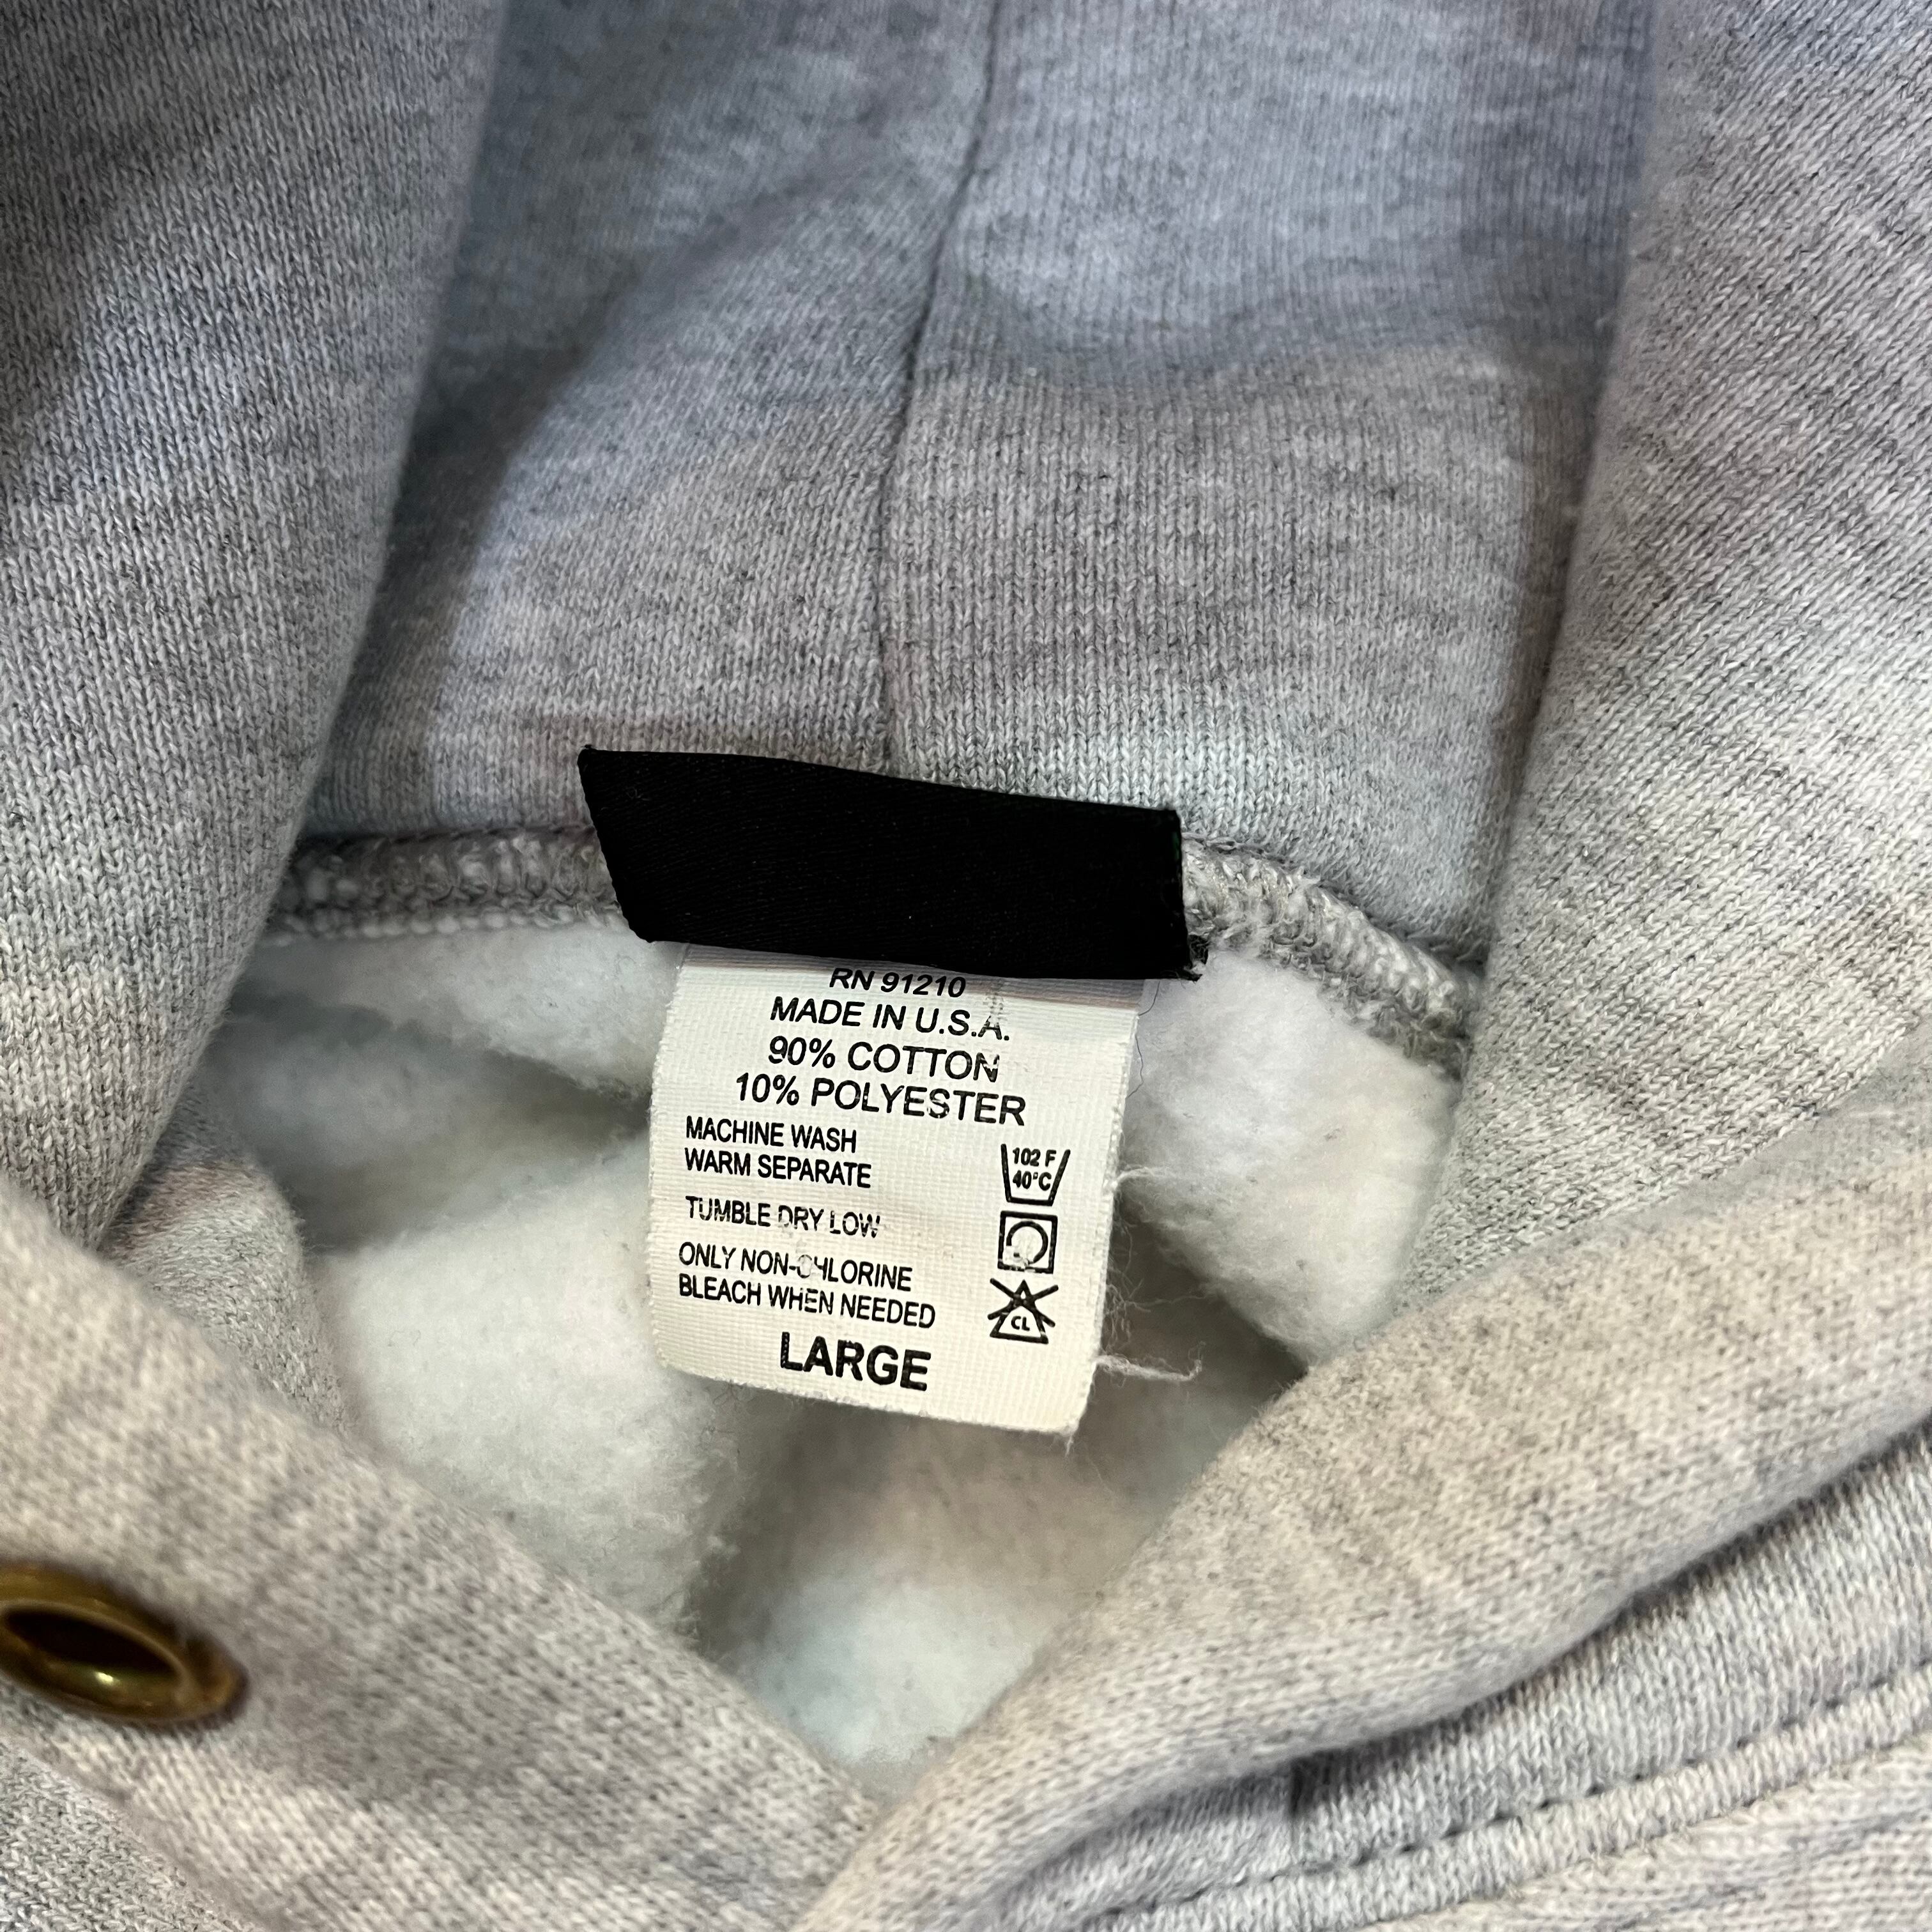 RN 91210
MADE IN U.S.A.
90% COTTON
10% POLYESTER
MACHINE WASH
WARM SEPARATE
102 F
40°C
TUMBLE DRY LOW
ONLY NON-CHLORINE
BLEACH WHEN NEEDED
CL
LARGE